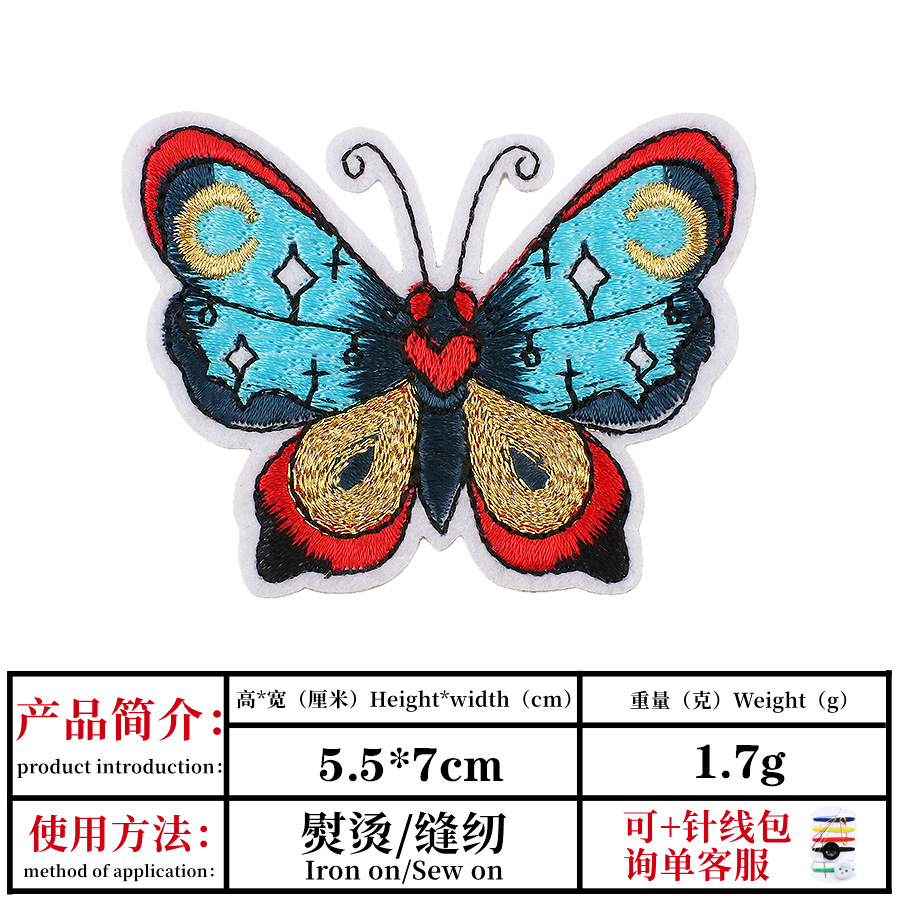 产品简介：
product introduction：
高*宽（厘米）Height*width（cm）
重量（克）Weight（g）
5.5*7cm
1.7g
使用方法：
method of application：
熨烫/缝纫
Iron on/Sew on
可+针线包
询单客服